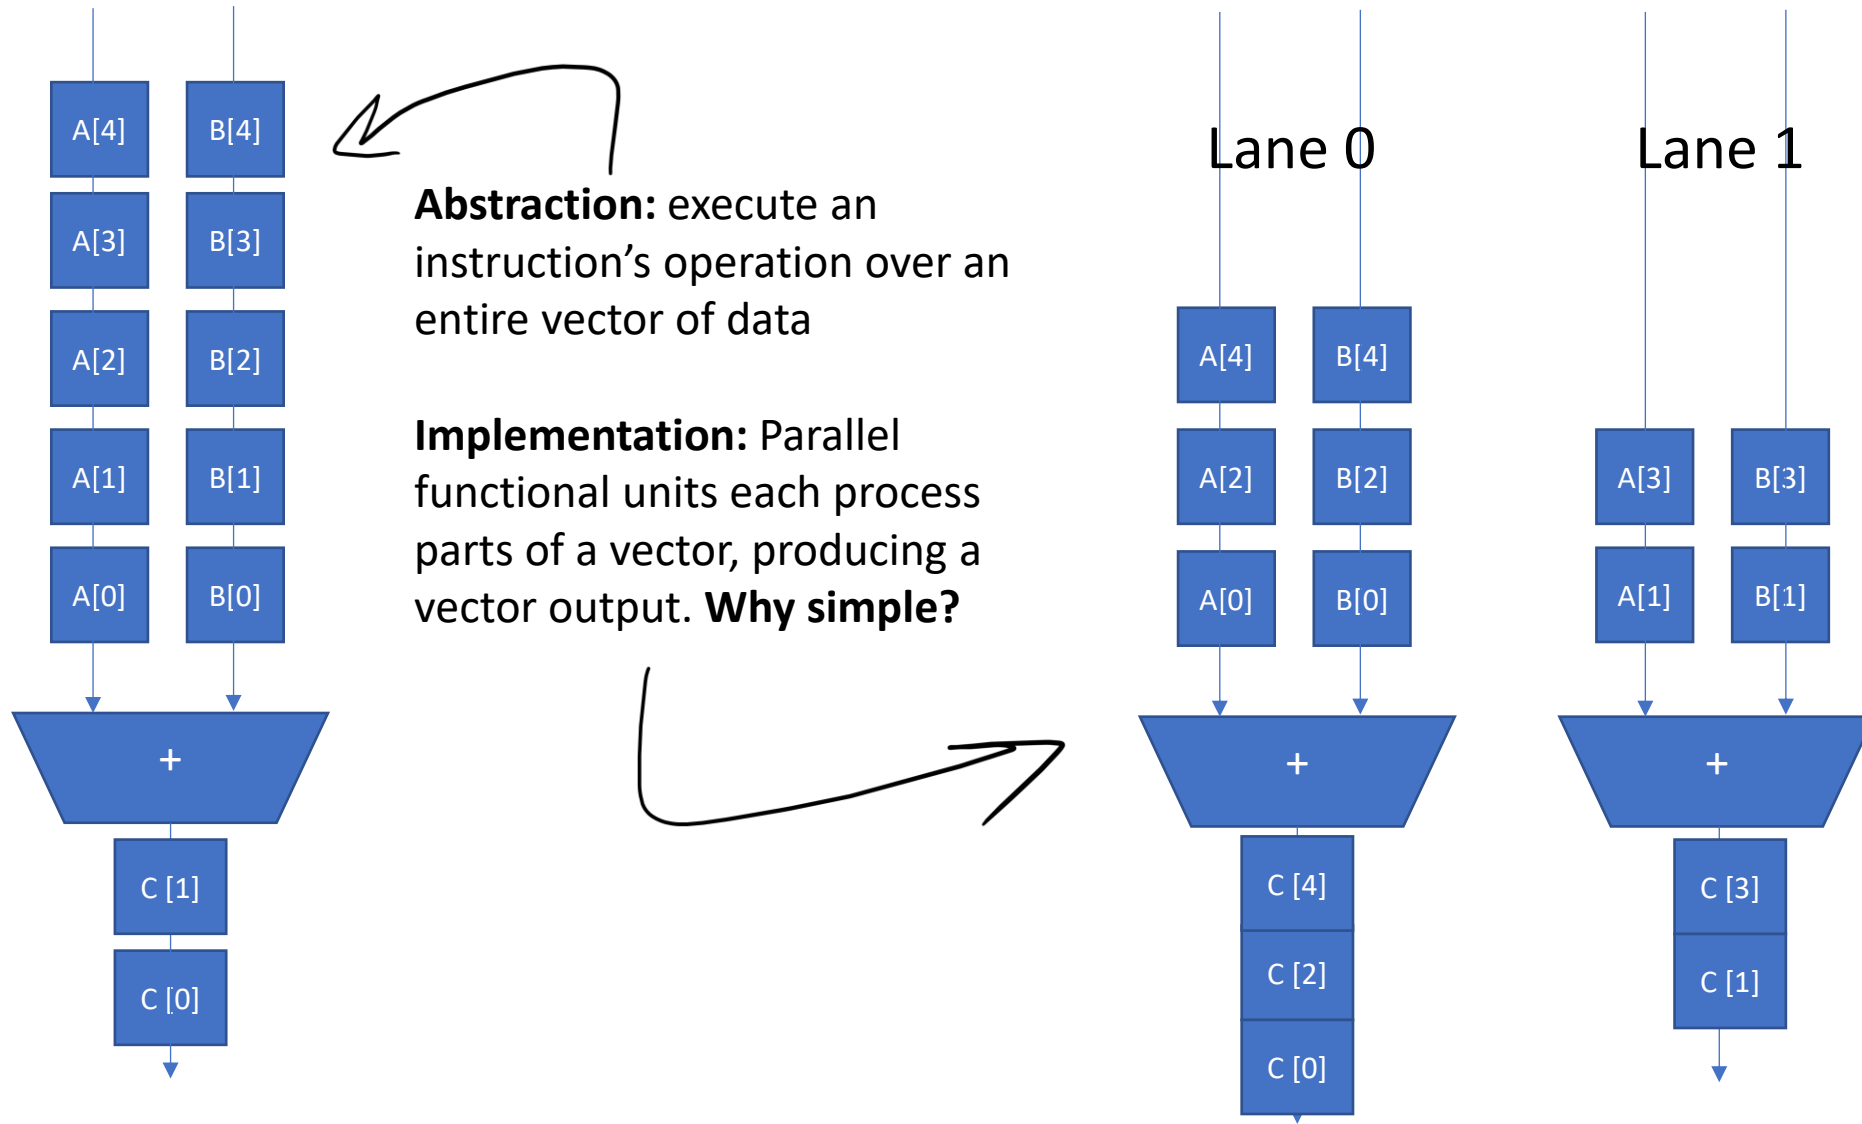 A[4] B[4]
A[3] B[3]
A[2] B[2]
A[1] B[1]
A[0] B[0]
+
C [1]
C [0]
Abstraction: execute an
instruction’s operation over an
entire vector of data
Implementation: Parallel
functional units each process
parts of a vector, producing a
vector output. Why simple?
Lane 0
A[4] B[4]
A[2] B[2]
A[0] B[0]
+
C [4]
C [2]
C [0]
Lane 1
A[3] B[3]
A[1] B[1]
+
C [3]
C [1]